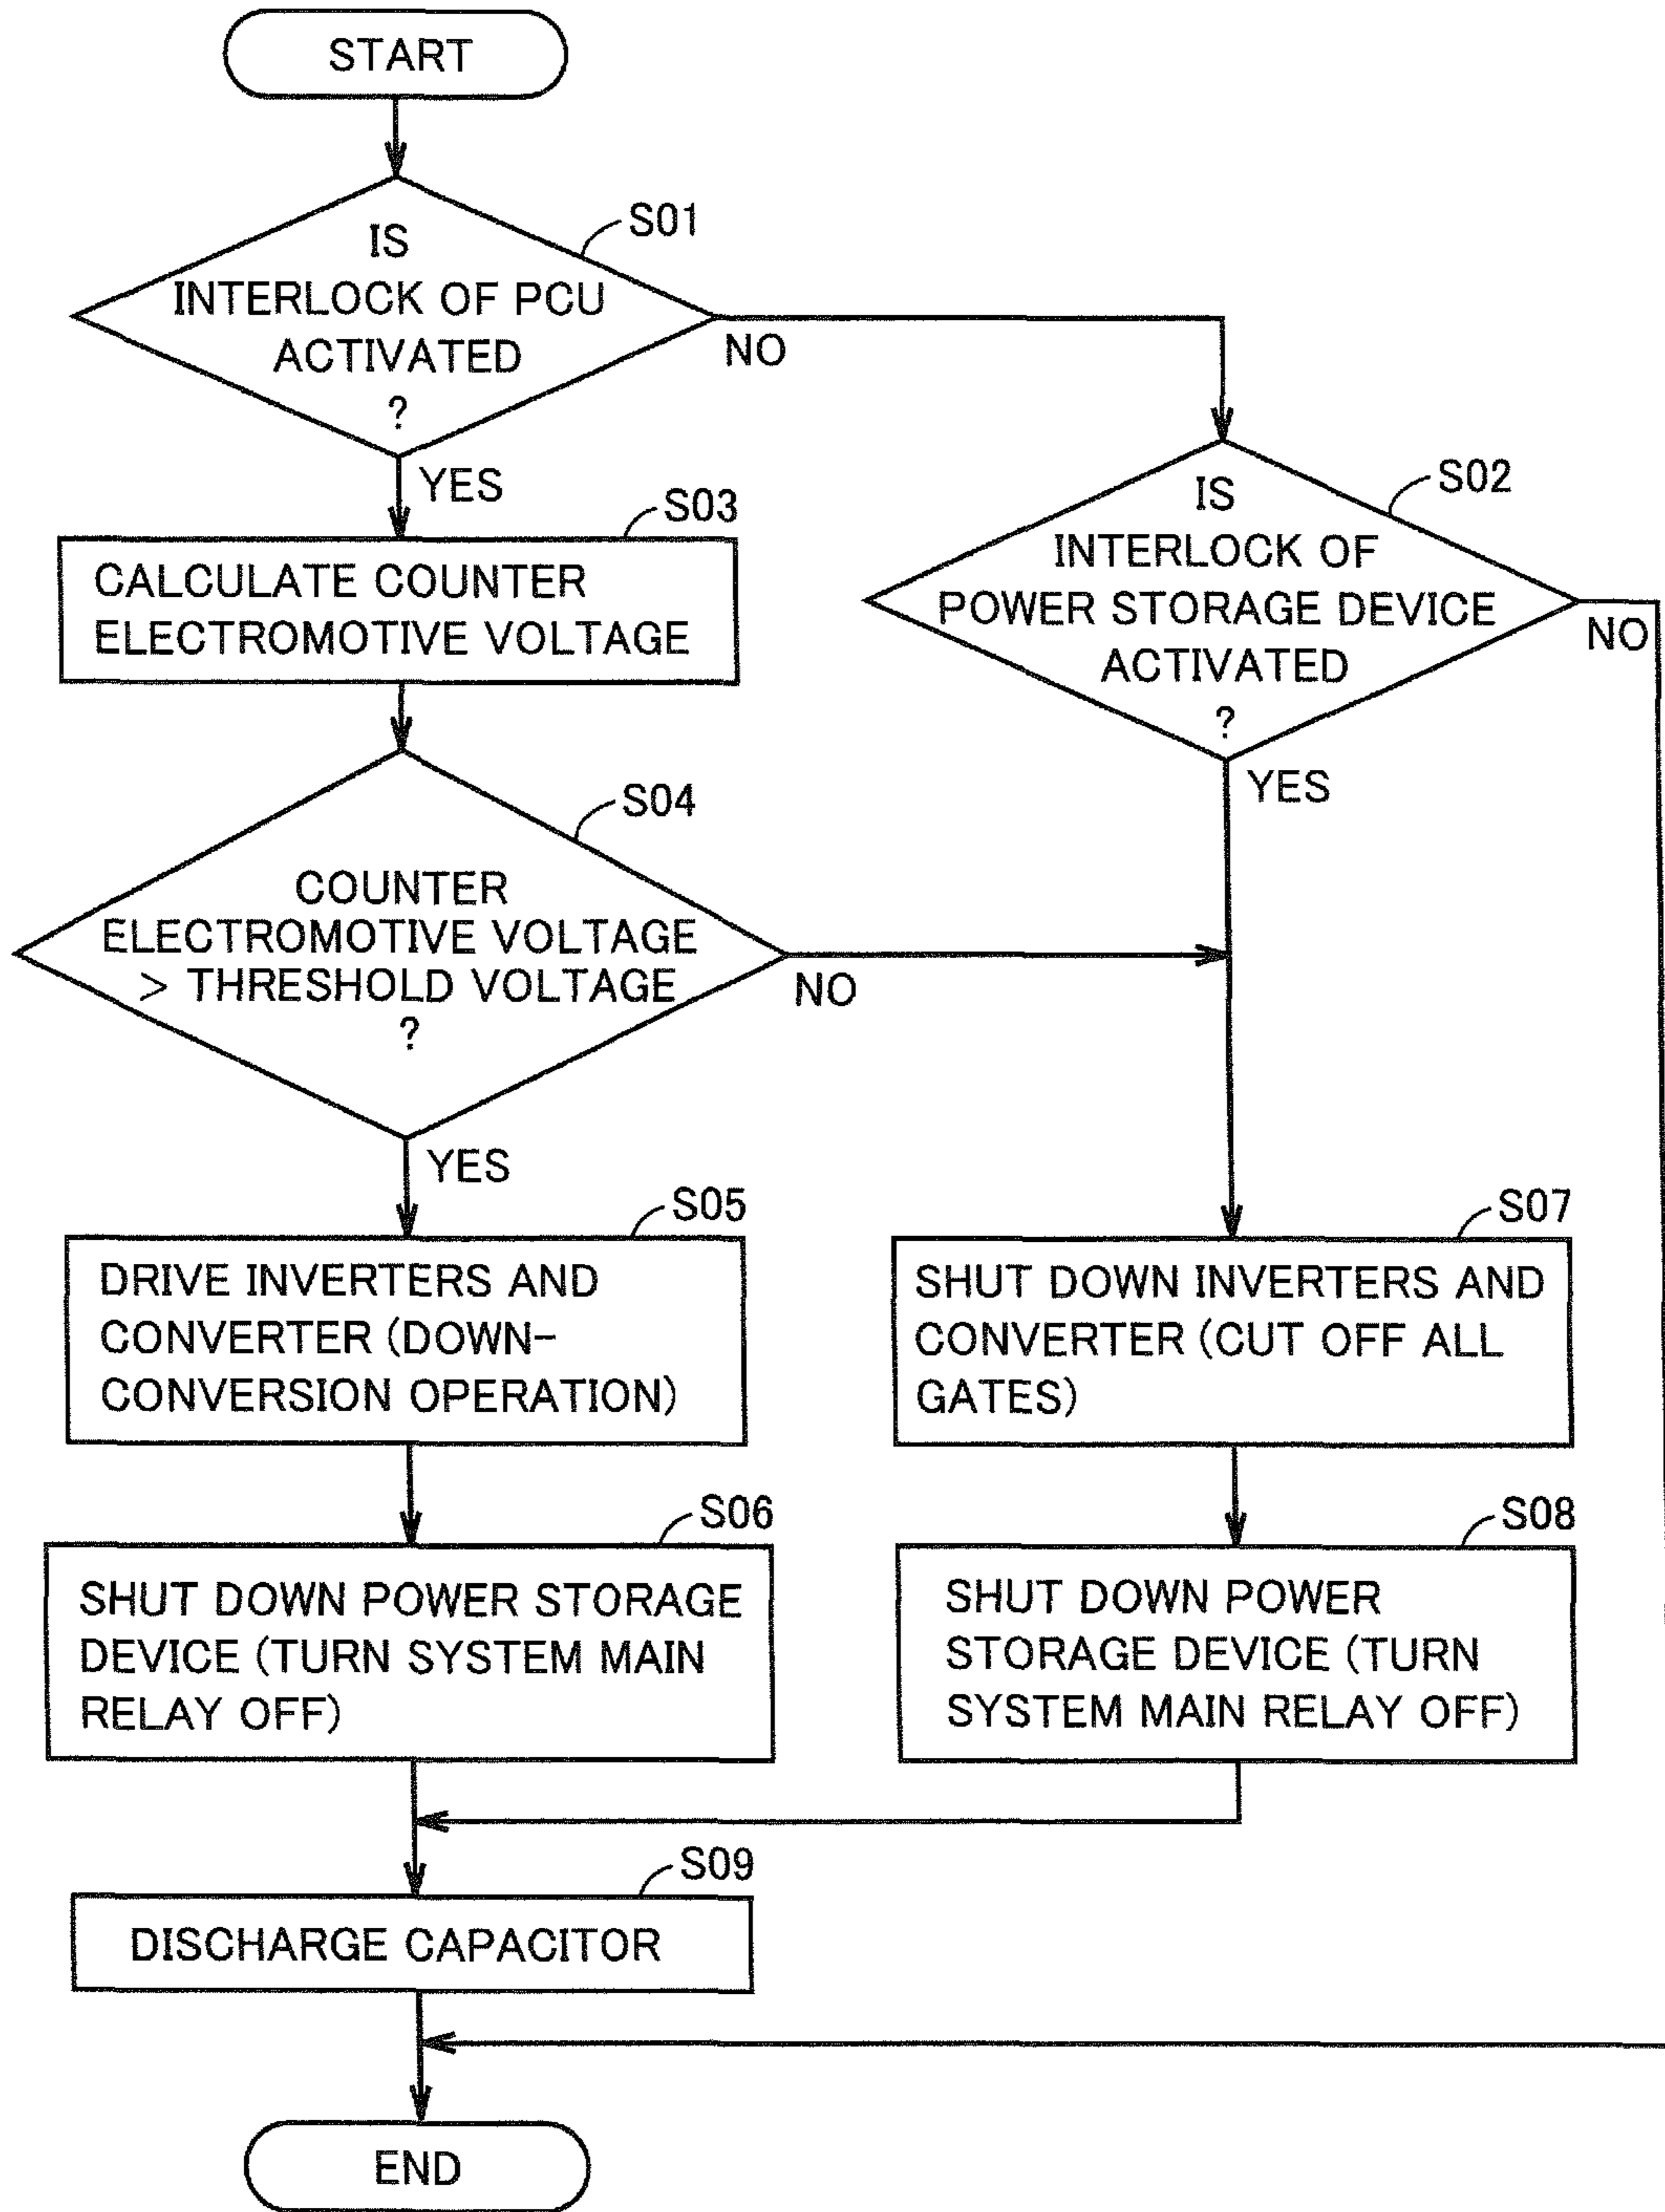 START
S01
IS
INTERLOCK OF PCU
ACTIVATED
?
NO
YES
S02
IS
INTERLOCK OF
POWER STORAGE DEVICE
ACTIVATED
?
NO
YES
S03
CALCULATE COUNTER
ELECTROMOTIVE VOLTAGE
S04
COUNTER
ELECTROMOTIVE VOLTAGE
> THRESHOLD VOLTAGE
?
NO
YES
S05
DRIVE INVERTERS AND
CONVERTER (DOWN-
CONVERSION OPERATION)
S07
SHUT DOWN INVERTERS AND
CONVERTER (CUT OFF ALL
GATES)
S06
SHUT DOWN POWER STORAGE
DEVICE (TURN SYSTEM MAIN
RELAY OFF)
S08
SHUT DOWN POWER
STORAGE DEVICE (TURN
SYSTEM MAIN RELAY OFF)
S09
DISCHARGE CAPACITOR
END